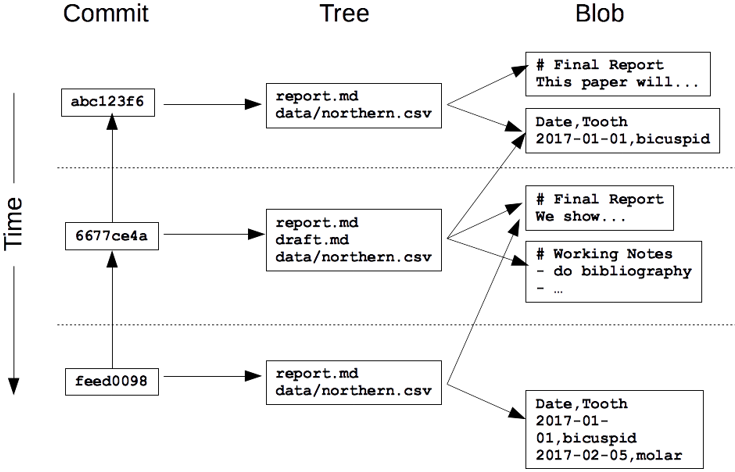 Commit
Tree
Blob
Time
abc123f6
report.md
data/northern.csv
# Final Report
This paper will...
Date,Tooth
2017-01-01,bicuspid
6677ce4a
report.md
draft.md
data/northern.csv
# Final Report
We show...
# Working Notes
- do bibliography
- …
feed0098
report.md
data/northern.csv
Date,Tooth
2017-01-
01,bicuspid
2017-02-05,molar